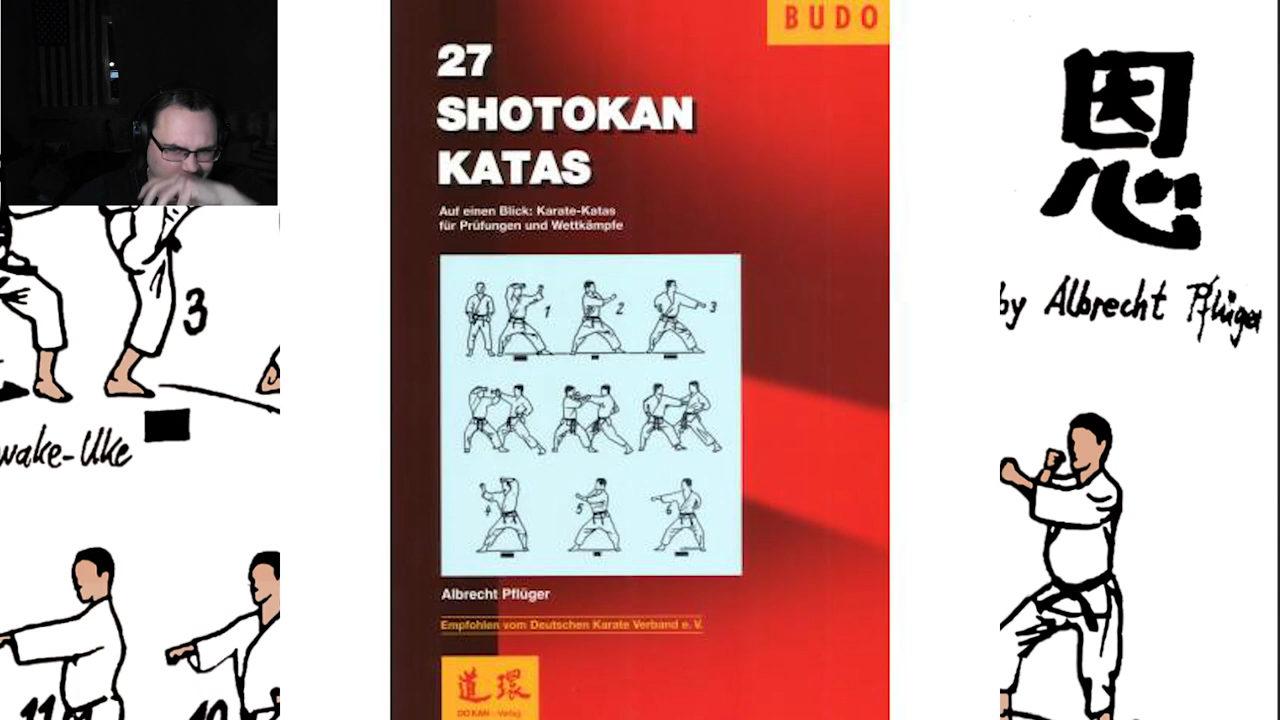 BUDO
27
SHOTOKAN
KATAS
Auf einen Blick: Karate-Katas
für Prüfungen und Wettkämpfe
1
2
3
4
5
6
Albrecht Pflüger
Empfohlen vom Deutschen Karate Verband e. V.
道 環
DO KAN - Verlag
3
wake-Uke
11
10
恩
by Albrecht Pflüger